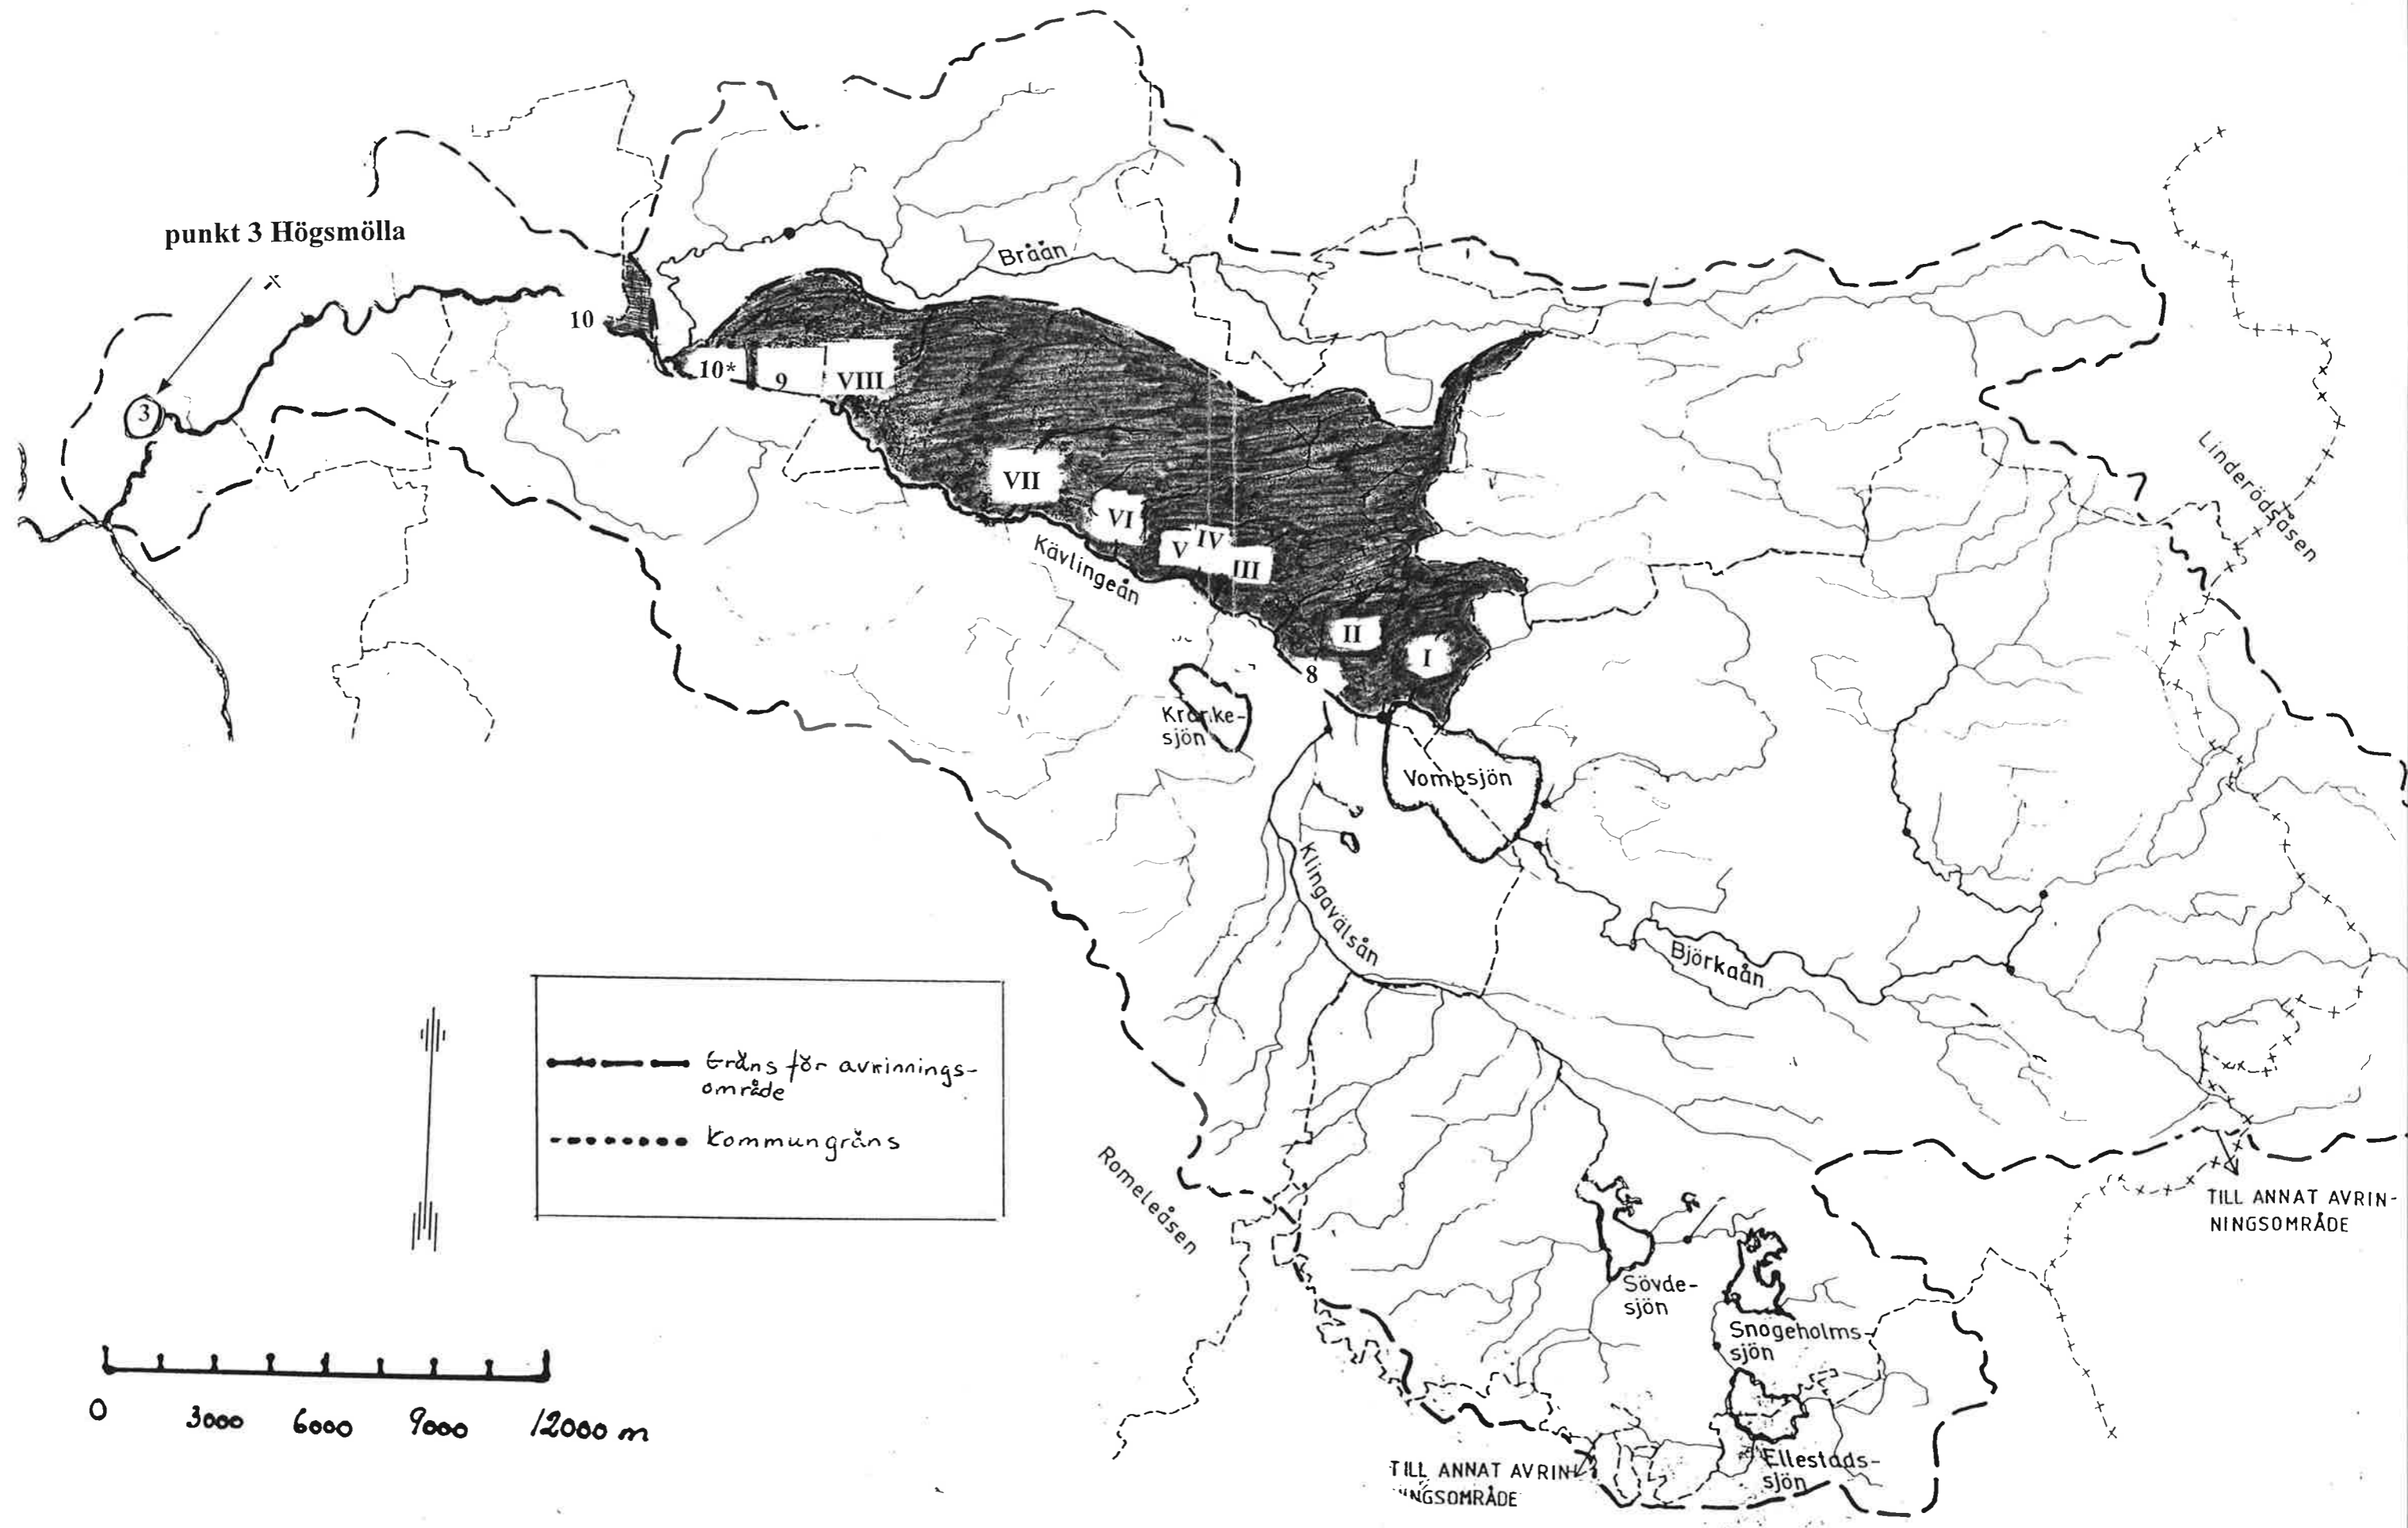 punkt 3 Högsmölla
x
Bråån
10
10*
9
VIII
3
VII
VI
V
IV
III
Kävlingeån
II
I
8
Linderödsåsen
Kranke-
sjön
Vombsjön
Klingavälsån
Björkaån
Gräns för avrinnings-
område
Kommungräns
Romeleåsen
TILL ANNAT AVRIN-
NINGSOMRÅDE
Sövde-
sjön
Snogeholms-
sjön
Ellestads-
sjön
TILL ANNAT AVRIN-
NINGSOMRÅDE
0 3000 6000 9000 12000 m